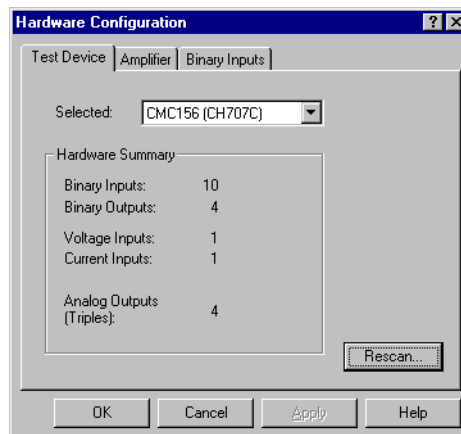 Hardware Configuration
Test Device Amplifier Binary Inputs
Selected: CMC156 (CH707C)
Hardware Summary
Binary Inputs: 10
Binary Outputs: 4
Voltage Inputs: 1
Current Inputs: 1
Analog Outputs
(Triples): 4
Rescan...
OK Cancel Apply Help